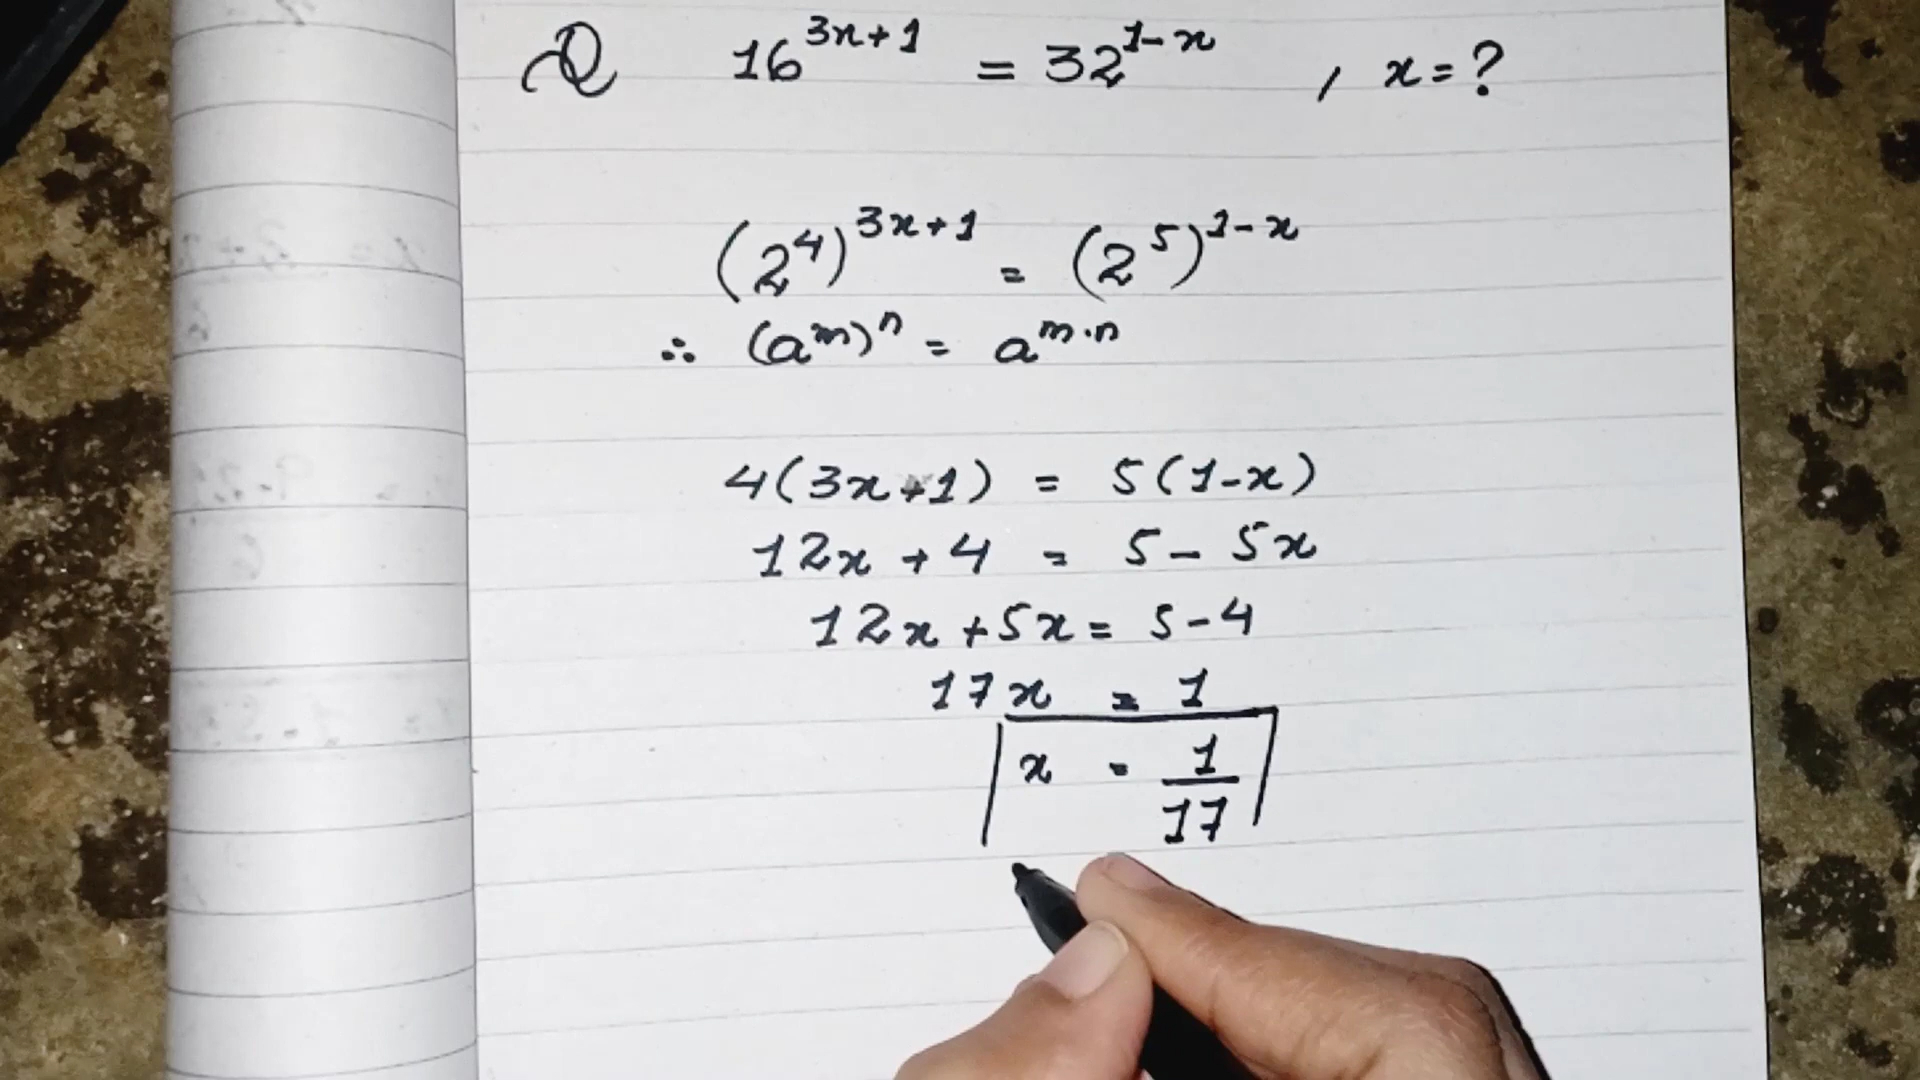 Q 16^(3x+1) = 32^(1-x) , x = ?
(2^4)^(3x+1) = (2^5)^(1-x)
∴ (a^m)^n = a^(m·n)
4(3x+1) = 5(1-x)
12x + 4 = 5 - 5x
12x + 5x = 5 - 4
17x = 1
x = 1/17